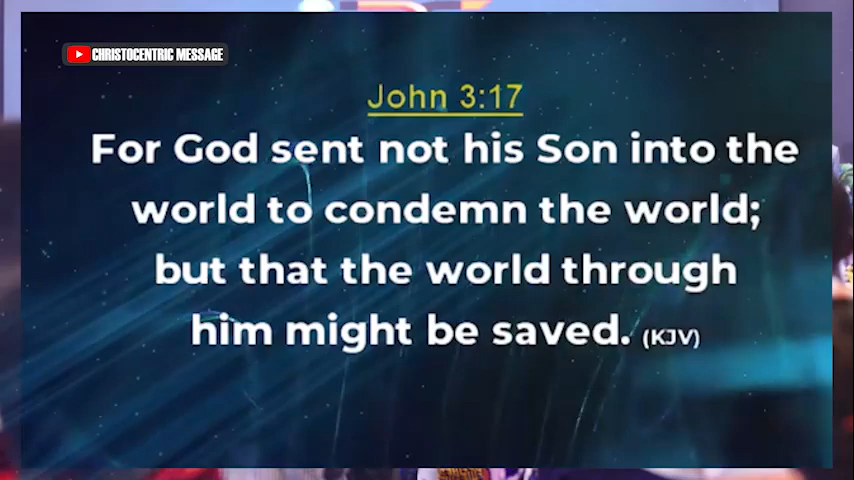 CHRISTOCENTRIC MESSAGE
John 3:17
For God sent not his Son into the
world to condemn the world;
but that the world through
him might be saved. (KJV)